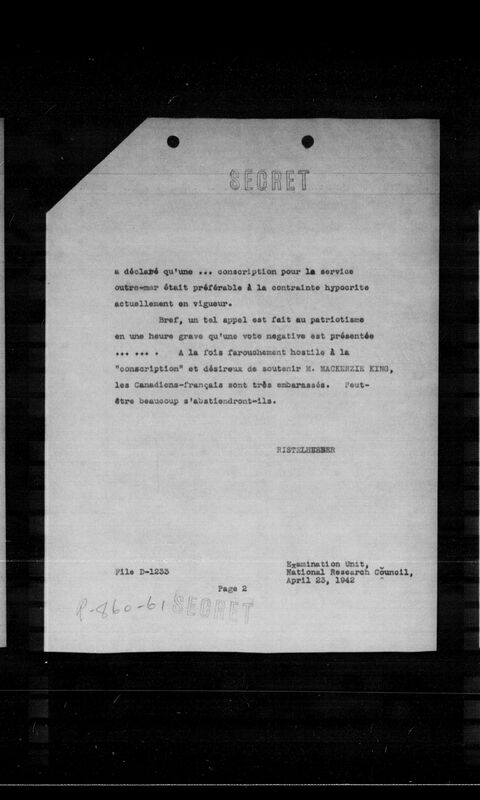 SECRET
a déclaré qu'une ... conscription pour la service
outre-mer était préférable à la contrainte hypocrite
actuellement en vigueur.
Bref, un tel appel est fait au patriotisme
en une heure grave qu'une vote negative est présentée
... ... . A la fois farouchement hostile à la
"conscription" et désireux de soutenir M. MACKENZIE KING,
les Canadiens-français sont très embarassés. Peut-
être beaucoup s'abstiendront-ils.
RISTELHUEBER
File D-1233
Examination Unit,
National Research Council,
April 23, 1942
Page 2
P-860-61 SECRET